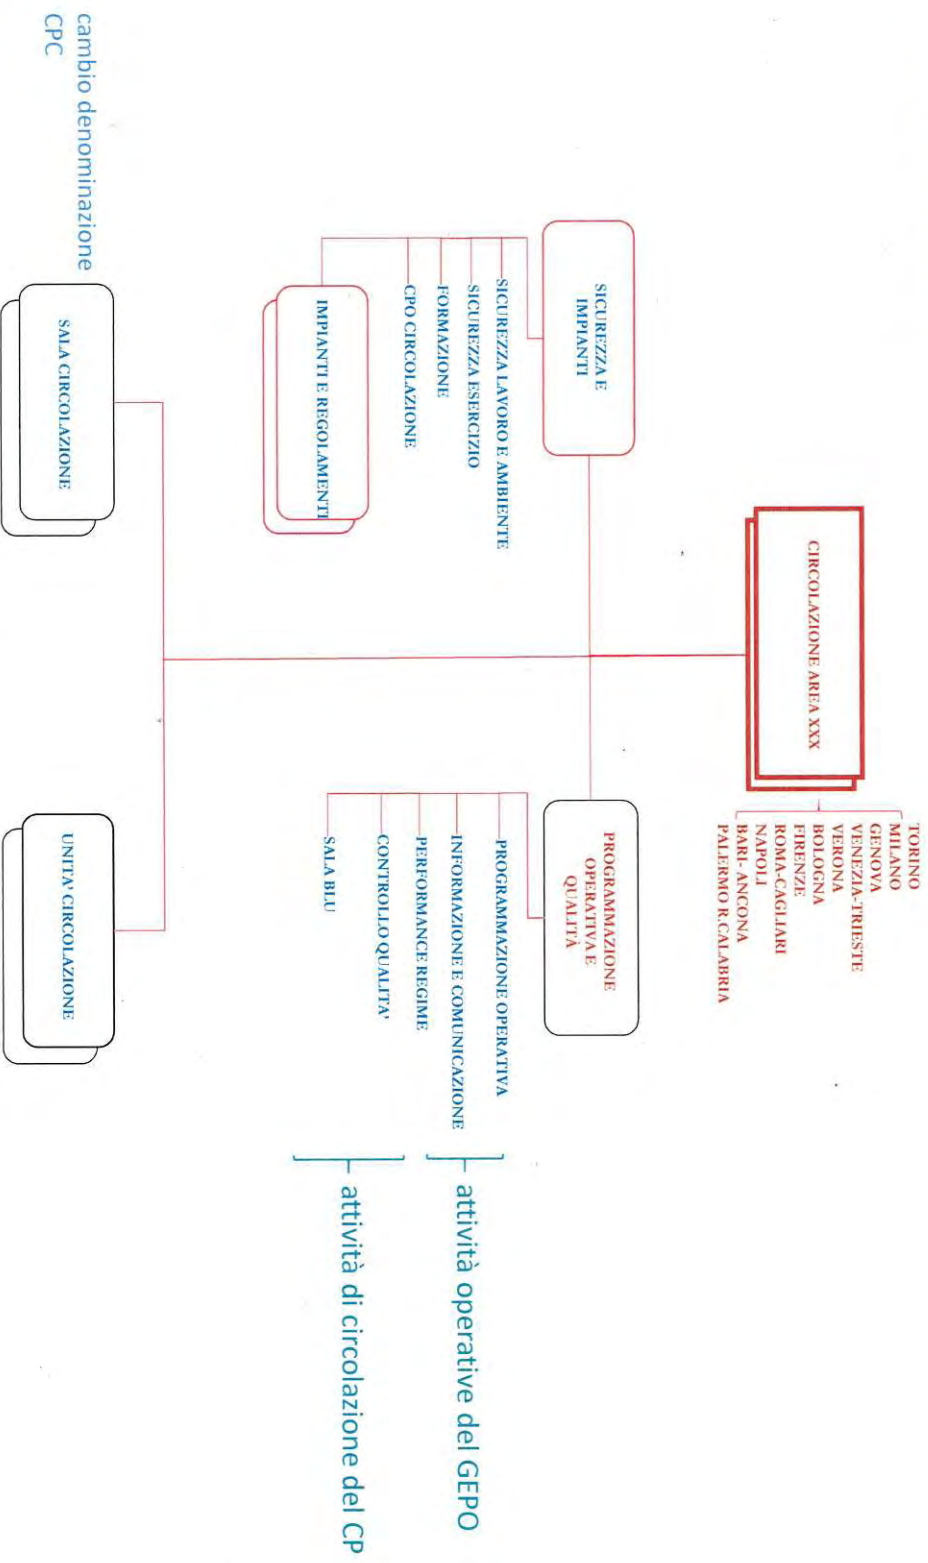 CIRCOLAZIONE AREA XXX
TORINO
MILANO
GENOVA
VENEZIA-TRIESTE
VERONA
BOLOGNA
FIRENZE
ROMA-CAGLIARI
NAPOLI
BARI- ANCONA
PALERMO R.CALABRIA
SICUREZZA E
IMPIANTI
SICUREZZA LAVORO E AMBIENTE
SICUREZZA ESERCIZIO
FORMAZIONE
CPO CIRCOLAZIONE
IMPIANTI E REGOLAMENTI
PROGRAMMAZIONE
OPERATIVA E
QUALITÀ
PROGRAMMAZIONE OPERATIVA
INFORMAZIONE E COMUNICAZIONE
PERFORMANCE REGIME
CONTROLLO QUALITA'
SALA BLU
attività operative del GEPO
attività di circolazione del CP
cambio denominazione
CPC
SALA CIRCOLAZIONE
UNITA' CIRCOLAZIONE